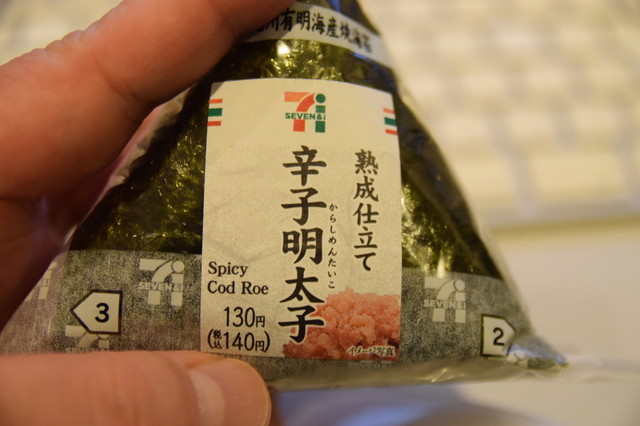 州有明海産焼海苔
SEVEN&i
熟成仕立て
辛子明太子
からしめんたいこ
Spicy
Cod Roe
130円
(税込140円)
イメージ写真
SEVEN&i
3
2